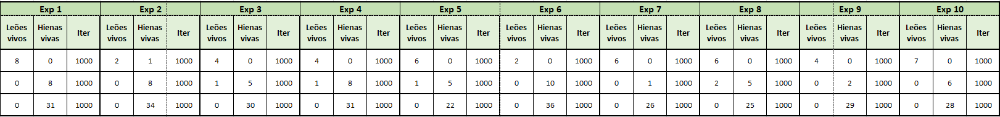 Exp 1 Exp 2 Exp 3 Exp 4 Exp 5 Exp 6 Exp 7 Exp 8 Exp 9 Exp 10
Leões vivos Hienas vivas Iter Leões vivos Hienas vivas Iter Leões vivos Hienas vivas Iter Leões vivos Hienas vivas Iter Leões vivos Hienas vivas Iter Leões vivos Hienas vivas Iter Leões vivos Hienas vivas Iter Leões vivos Hienas vivas Iter Leões vivos Hienas vivas Iter Leões vivos Hienas vivas Iter
8 0 1000 2 1 1000 4 0 1000 4 0 1000 6 0 1000 2 0 1000 6 0 1000 6 0 1000 4 0 1000 7 0 1000
0 8 1000 0 8 1000 1 5 1000 1 8 1000 1 5 1000 0 10 1000 0 1 1000 2 5 1000 0 2 1000 0 6 1000
0 31 1000 0 34 1000 0 30 1000 0 31 1000 0 22 1000 0 36 1000 0 26 1000 0 25 1000 0 29 1000 0 28 1000